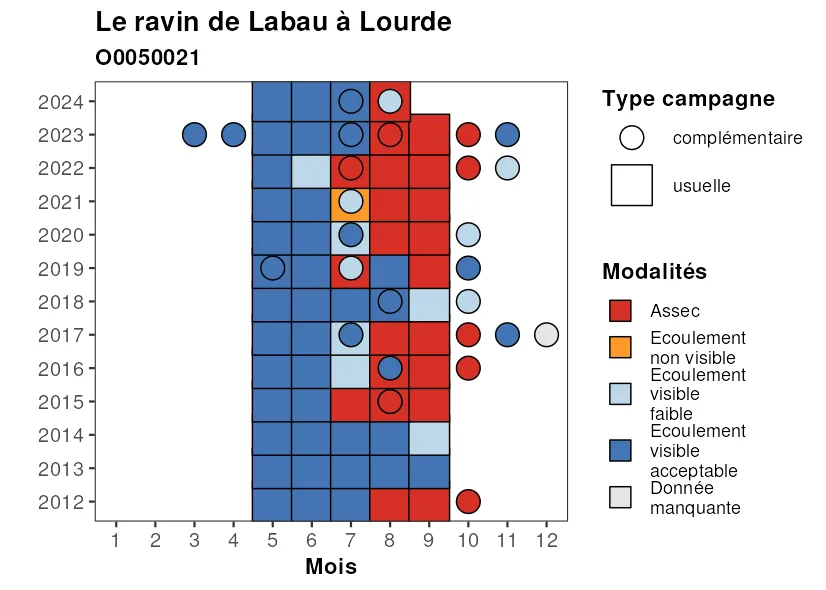 Le ravin de Labau à Lourde
O0050021
2024
2023
2022
2021
2020
2019
2018
2017
2016
2015
2014
2013
2012
1 2 3 4 5 6 7 8 9 10 11 12
Mois
Type campagne
complémentaire
usuelle
Modalités
Assec
Ecoulement
non visible
Ecoulement
visible
faible
Ecoulement
visible
acceptable
Donnée
manquante